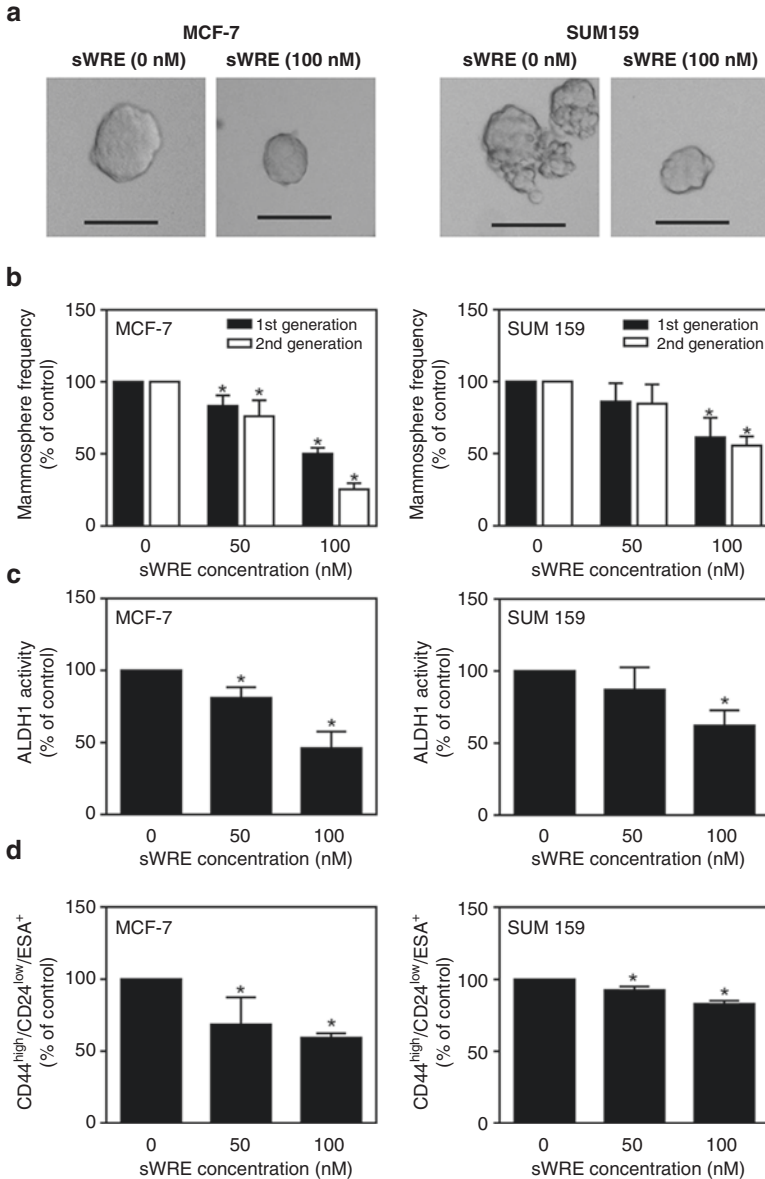 a
MCF-7
SUM159
sWRE (0 nM)
sWRE (100 nM)
sWRE (0 nM)
sWRE (100 nM)
b
Mammosphere frequency
(% of control)
150
100
50
0
MCF-7
1st generation
2nd generation
* * * *
0 50 100
sWRE concentration (nM)
Mammosphere frequency
(% of control)
150
100
50
0
SUM 159
1st generation
2nd generation
* *
0 50 100
sWRE concentration (nM)
c
ALDH1 activity
(% of control)
150
100
50
0
MCF-7
* *
0 50 100
sWRE concentration (nM)
ALDH1 activity
(% of control)
150
100
50
0
SUM 159
*
0 50 100
sWRE concentration (nM)
d
CD44high/CD24low/ESA+
(% of control)
150
100
50
0
MCF-7
* *
0 50 100
sWRE concentration (nM)
CD44high/CD24low/ESA+
(% of control)
150
100
50
0
SUM 159
* *
0 50 100
sWRE concentration (nM)